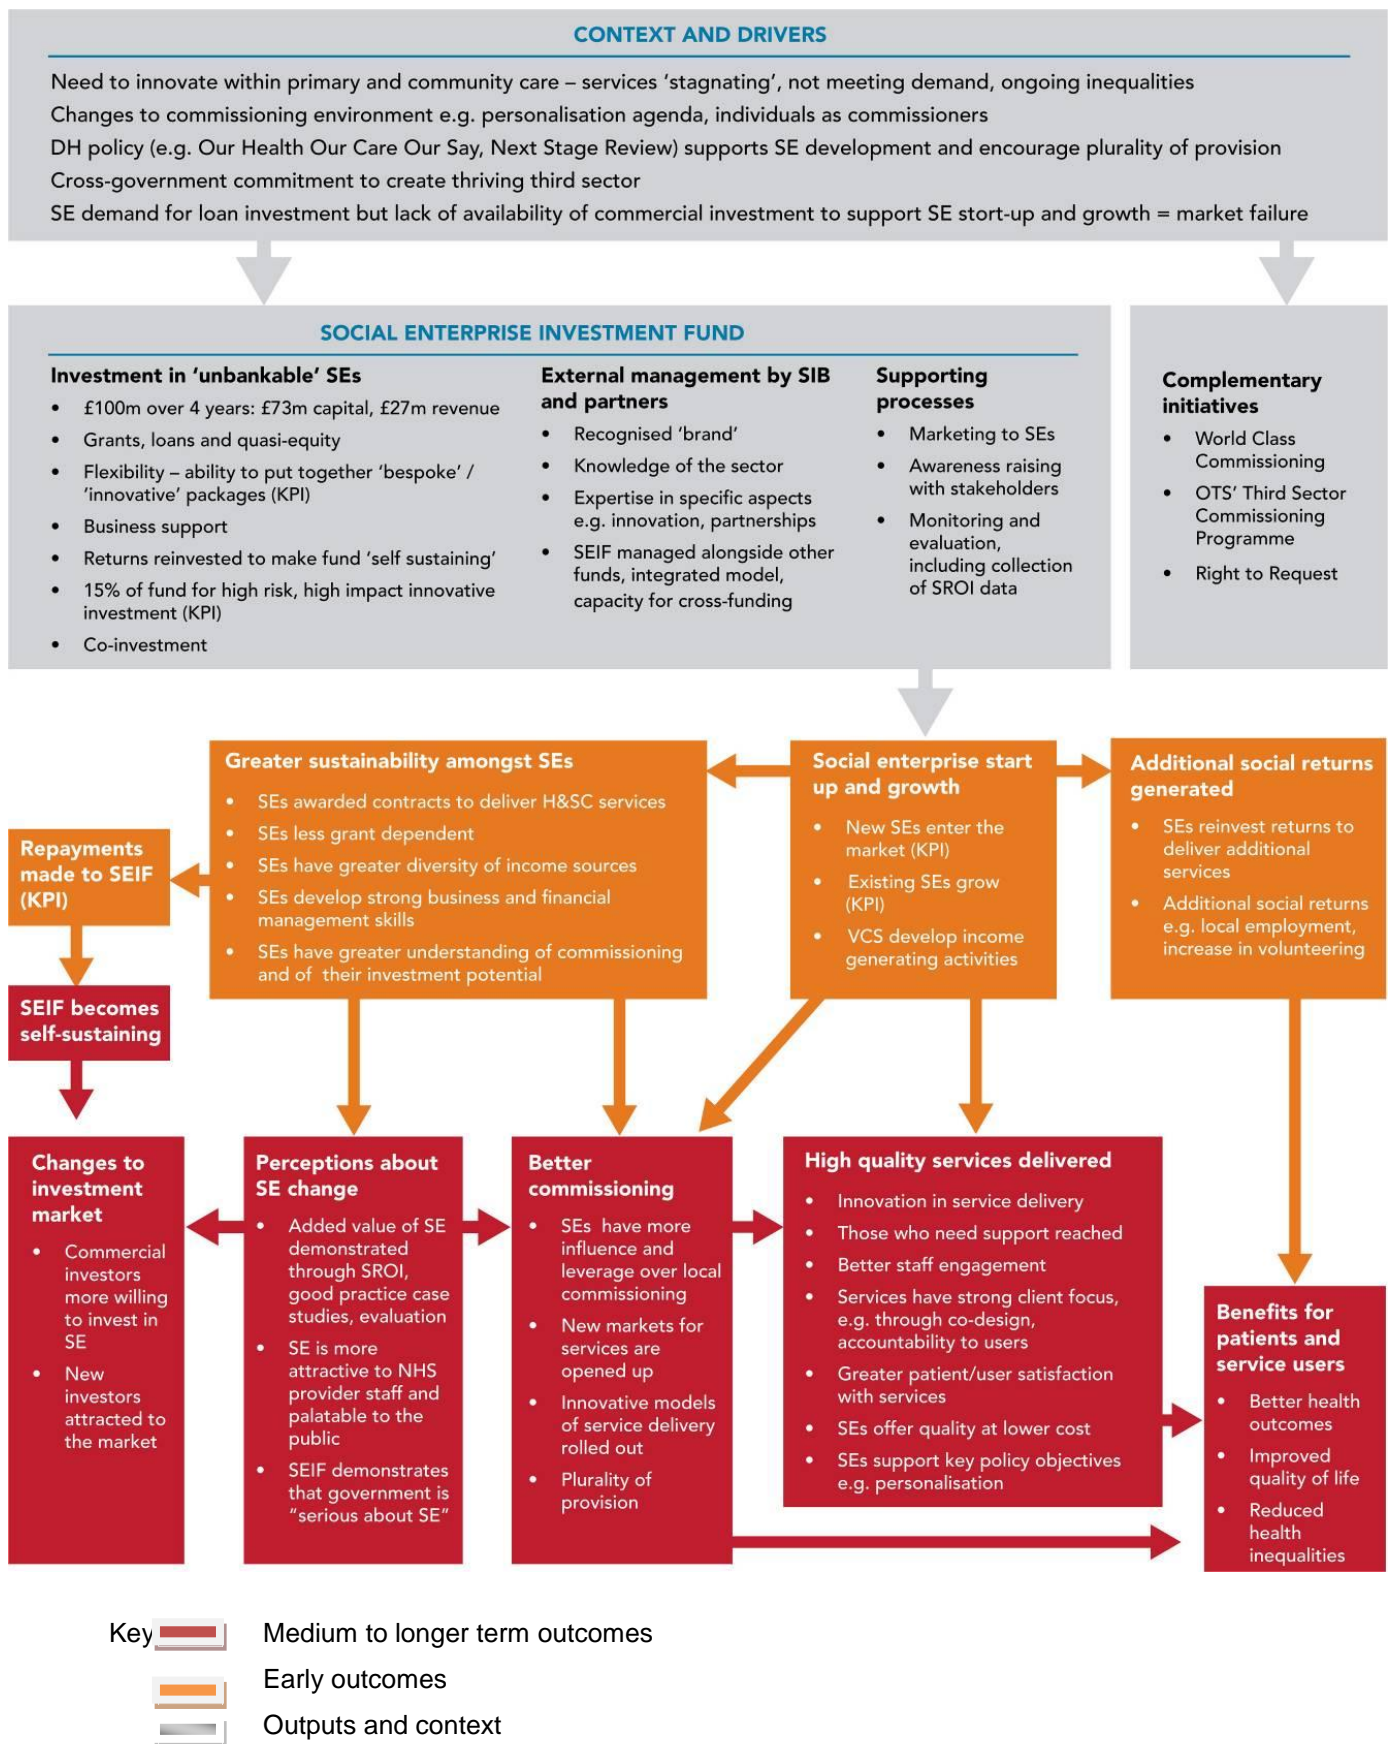 CONTEXT AND DRIVERS
Need to innovate within primary and community care – services 'stagnating', not meeting demand, ongoing inequalities
Changes to commissioning environment e.g. personalisation agenda, individuals as commissioners
DH policy (e.g. Our Health Our Care Our Say, Next Stage Review) supports SE development and encourage plurality of provision
Cross-government commitment to create thriving third sector
SE demand for loan investment but lack of availability of commercial investment to support SE stort-up and growth = market failure
SOCIAL ENTERPRISE INVESTMENT FUND
Investment in 'unbankable' SEs
• £100m over 4 years: £73m capital, £27m revenue
• Grants, loans and quasi-equity
• Flexibility – ability to put together 'bespoke' /
'innovative' packages (KPI)
• Business support
• Returns reinvested to make fund 'self sustaining'
• 15% of fund for high risk, high impact innovative
investment (KPI)
• Co-investment
External management by SIB
and partners
• Recognised 'brand'
• Knowledge of the sector
• Expertise in specific aspects
e.g. innovation, partnerships
• SEIF managed alongside other
funds, integrated model,
capacity for cross-funding
Supporting
processes
• Marketing to SEs
• Awareness raising
with stakeholders
• Monitoring and
evaluation,
including collection
of SROI data
Complementary
initiatives
• World Class
Commissioning
• OTS' Third Sector
Commissioning
Programme
• Right to Request
Repayments
made to SEIF
(KPI)
SEIF becomes
self-sustaining
Greater sustainability amongst SEs
• SEs awarded contracts to deliver H&SC services
• SEs less grant dependent
• SEs have greater diversity of income sources
• SEs develop strong business and financial
management skills
• SEs have greater understanding of commissioning
and of their investment potential
Social enterprise start
up and growth
• New SEs enter the
market (KPI)
• Existing SEs grow
(KPI)
• VCS develop income
generating activities
Additional social returns
generated
• SEs reinvest returns to
deliver additional
services
• Additional social returns
e.g. local employment,
increase in volunteering
Changes to
investment
market
• Commercial
investors
more willing
to invest in
SE
• New
investors
attracted to
the market
Perceptions about
SE change
• Added value of SE
demonstrated
through SROI,
good practice case
studies, evaluation
• SE is more
attractive to NHS
provider staff and
palatable to the
public
• SEIF demonstrates
that government is
"serious about SE"
Better
commissioning
• SEs have more
influence and
leverage over local
commissioning
• New markets for
services are
opened up
• Innovative models
of service delivery
rolled out
• Plurality of
provision
High quality services delivered
• Innovation in service delivery
• Those who need support reached
• Better staff engagement
• Services have strong client focus,
e.g. through co-design,
accountability to users
• Greater patient/user satisfaction
with services
• SEs offer quality at lower cost
• SEs support key policy objectives
e.g. personalisation
Benefits for
patients and
service users
• Better health
outcomes
• Improved
quality of life
• Reduced
health
inequalities
Key
Medium to longer term outcomes
Early outcomes
Outputs and context